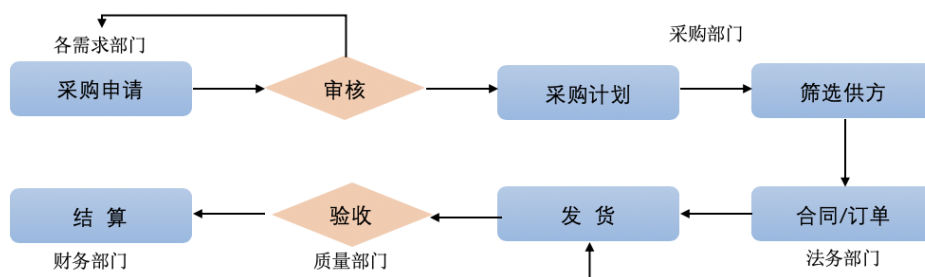 各需求部门
采购部门
采购申请
审核
采购计划
筛选供方
结 算
验收
发 货
合同/订单
财务部门
质量部门
法务部门